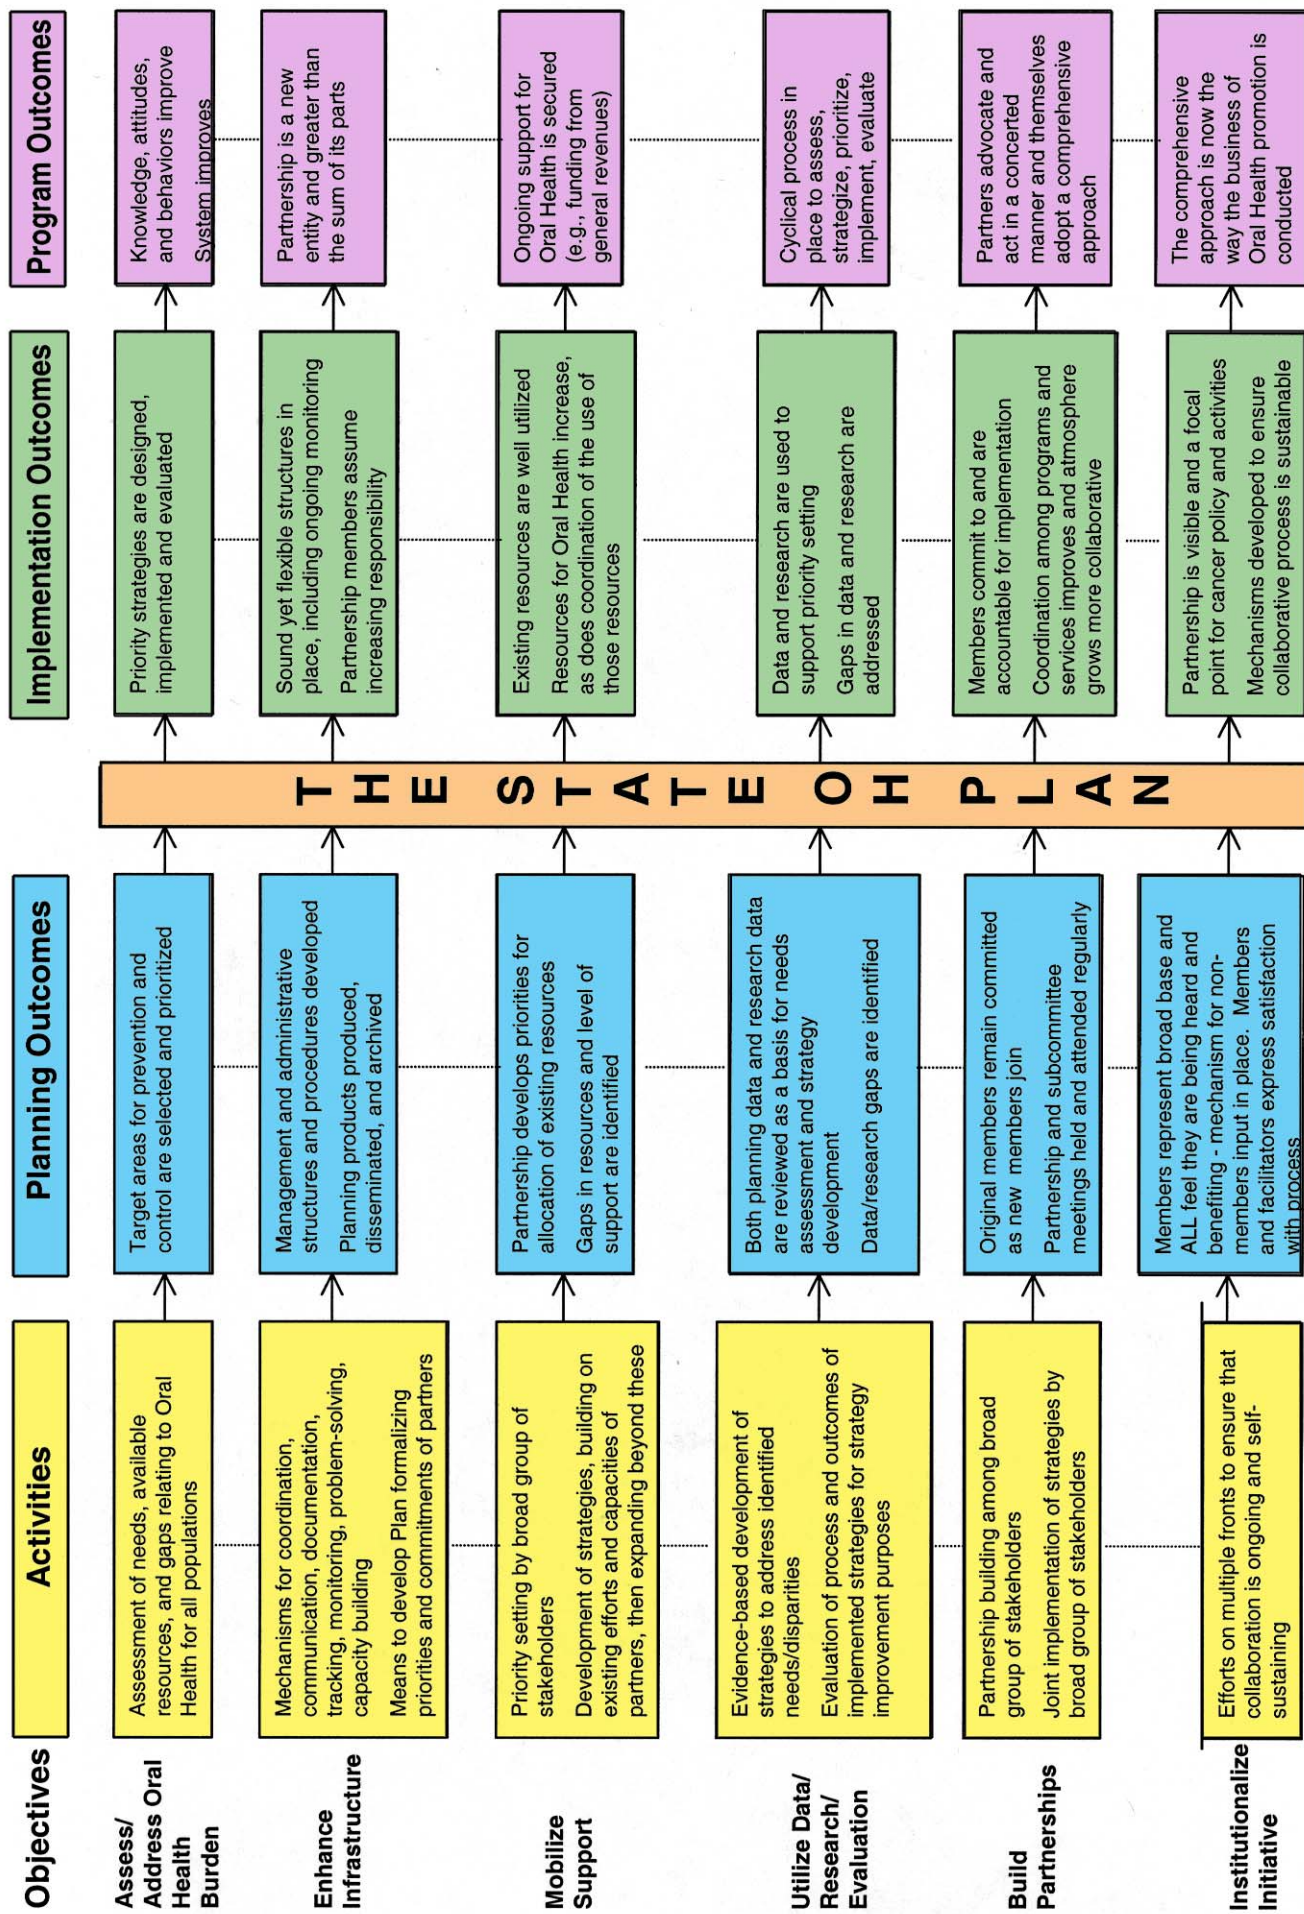 Objectives
Activities
Planning Outcomes
Implementation Outcomes
Program Outcomes
Assess/
Address Oral
Health
Burden
Assessment of needs, available
resources, and gaps relating to Oral
Health for all populations
Target areas for prevention and
control are selected and prioritized
Priority strategies are designed,
implemented and evaluated
Knowledge, attitudes,
and behaviors improve
System improves
Enhance
Infrastructure
Mechanisms for coordination,
communication, documentation,
tracking, monitoring, problem-solving,
capacity building
Means to develop Plan formalizing
priorities and commitments of partners
Management and administrative
structures and procedures developed
Planning products produced,
disseminated, and archived
Sound yet flexible structures in
place, including ongoing monitoring
Partnership members assume
increasing responsibility
Partnership is a new
entity and greater than
the sum of its parts
Mobilize
Support
Priority setting by broad group of
stakeholders
Development of strategies, building on
existing efforts and capacities of
partners, then expanding beyond these
Partnership develops priorities for
allocation of existing resources
Gaps in resources and level of
support are identified
Existing resources are well utilized
Resources for Oral Health increase,
as does coordination of the use of
those resources
Ongoing support for
Oral Health is secured
(e.g., funding from
general revenues)
Utilize Data/
Research/
Evaluation
Evidence-based development of
strategies to address identified
needs/disparities
Evaluation of process and outcomes of
implemented strategies for strategy
improvement purposes
Both planning data and research data
are reviewed as a basis for needs
assessment and strategy
development
Data/research gaps are identified
Data and research are used to
support priority setting
Gaps in data and research are
addressed
Cyclical process in
place to assess,
strategize, prioritize,
implement, evaluate
Build
Partnerships
Partnership building among broad
group of stakeholders
Joint implementation of strategies by
broad group of stakeholders
Original members remain committed
as new members join
Partnership and subcommittee
meetings held and attended regularly
Members commit to and are
accountable for implementation
Coordination among programs and
services improves and atmosphere
grows more collaborative
Partners advocate and
act in a concerted
manner and themselves
adopt a comprehensive
approach
Institutionalize
Initiative
Efforts on multiple fronts to ensure that
collaboration is ongoing and self-
sustaining
Members represent broad base and
ALL feel they are being heard and
benefiting - mechanism for non-
members input in place. Members
and facilitators express satisfaction
with process
Partnership is visible and a focal
point for cancer policy and activities
Mechanisms developed to ensure
collaborative process is sustainable
The comprehensive
approach is now the
way the business of
Oral Health promotion is
conducted
THE STATE OH PLAN